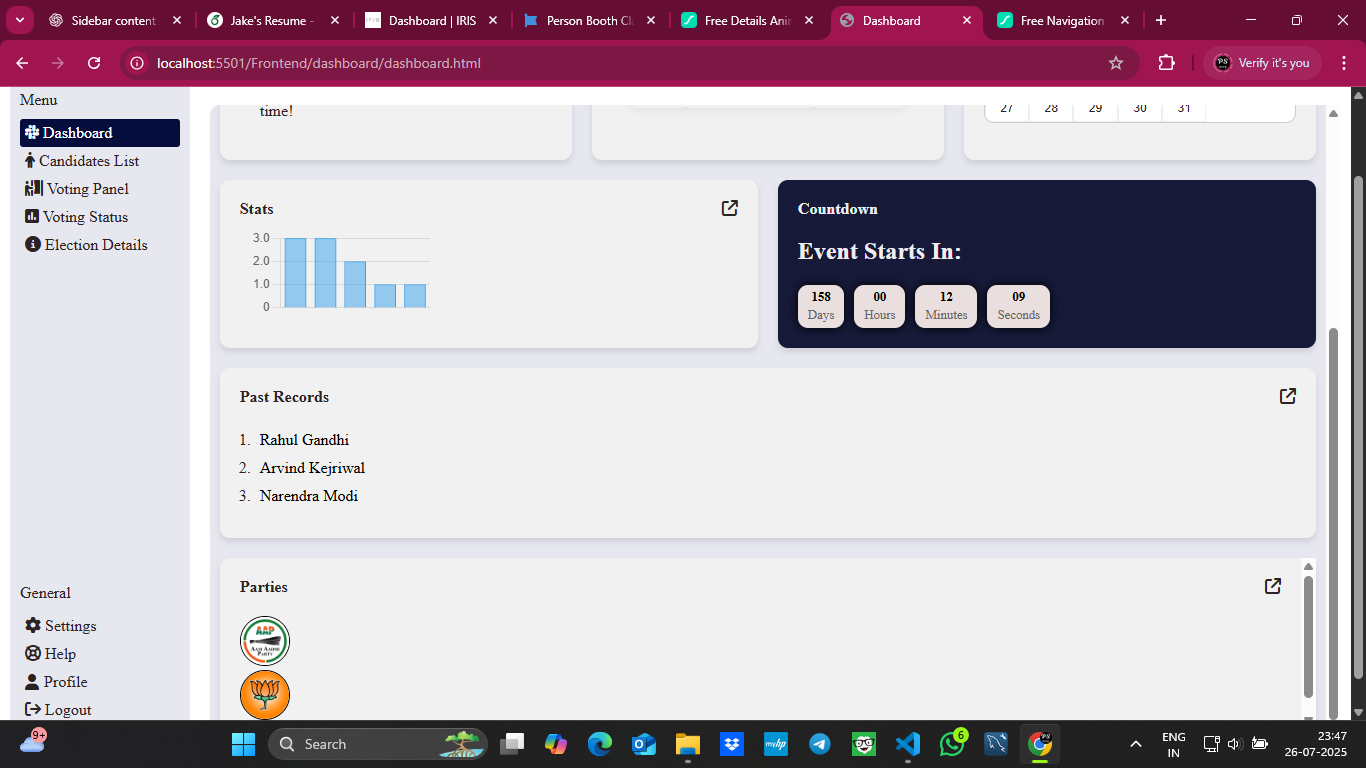 Sidebar content
Jake's Resume -
Dashboard | IRIS
Person Booth Cla
Free Details Anim
Dashboard
Free Navigation
localhost:5501/Frontend/dashboard/dashboard.html
Verify it's you
Menu
Dashboard
Candidates List
Voting Panel
Voting Status
Election Details
time!
27 28 29 30 31
Stats
3.0
2.0
1.0
0
Countdown
Event Starts In:
158 00 12 09
Days Hours Minutes Seconds
Past Records
1. Rahul Gandhi
2. Arvind Kejriwal
3. Narendra Modi
Parties
AAP
AAM AADMI
PARTY
General
Settings
Help
Profile
Logout
9+
Search
6
ENG
IN
23:47
26-07-2025